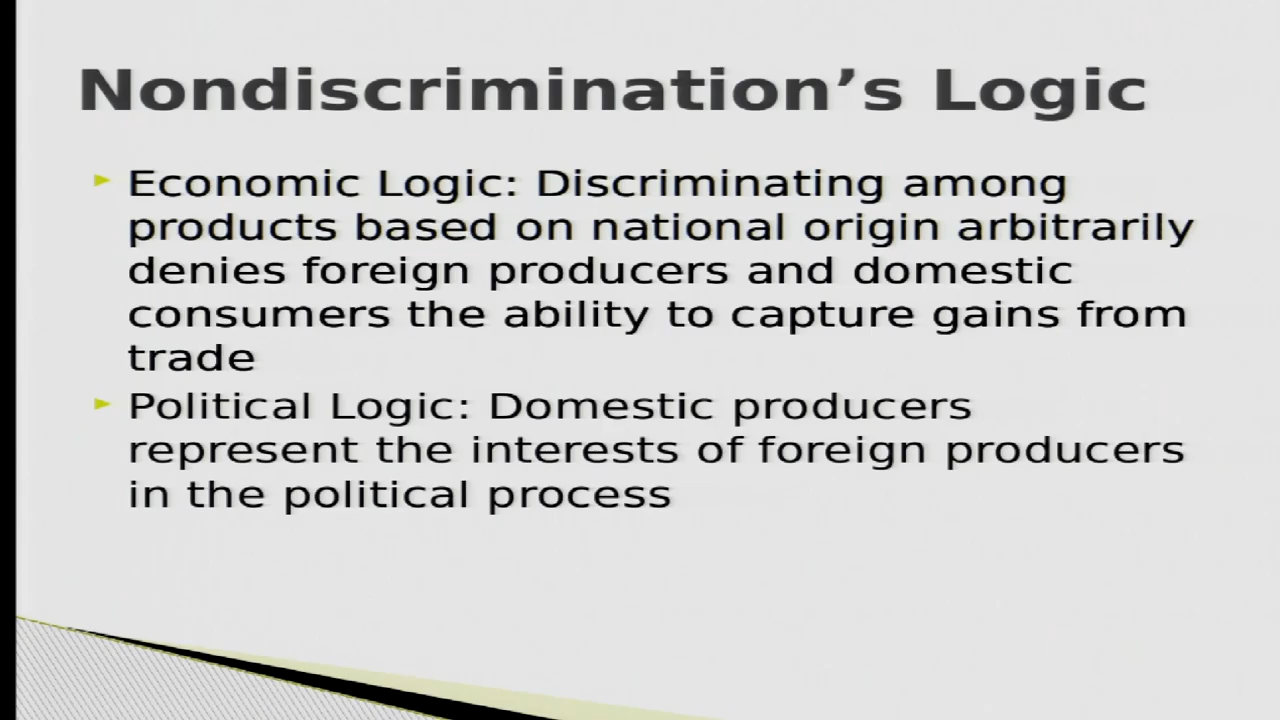 Nondiscrimination’s Logic
Economic Logic: Discriminating among
products based on national origin arbitrarily
denies foreign producers and domestic
consumers the ability to capture gains from
trade
Political Logic: Domestic producers
represent the interests of foreign producers
in the political process